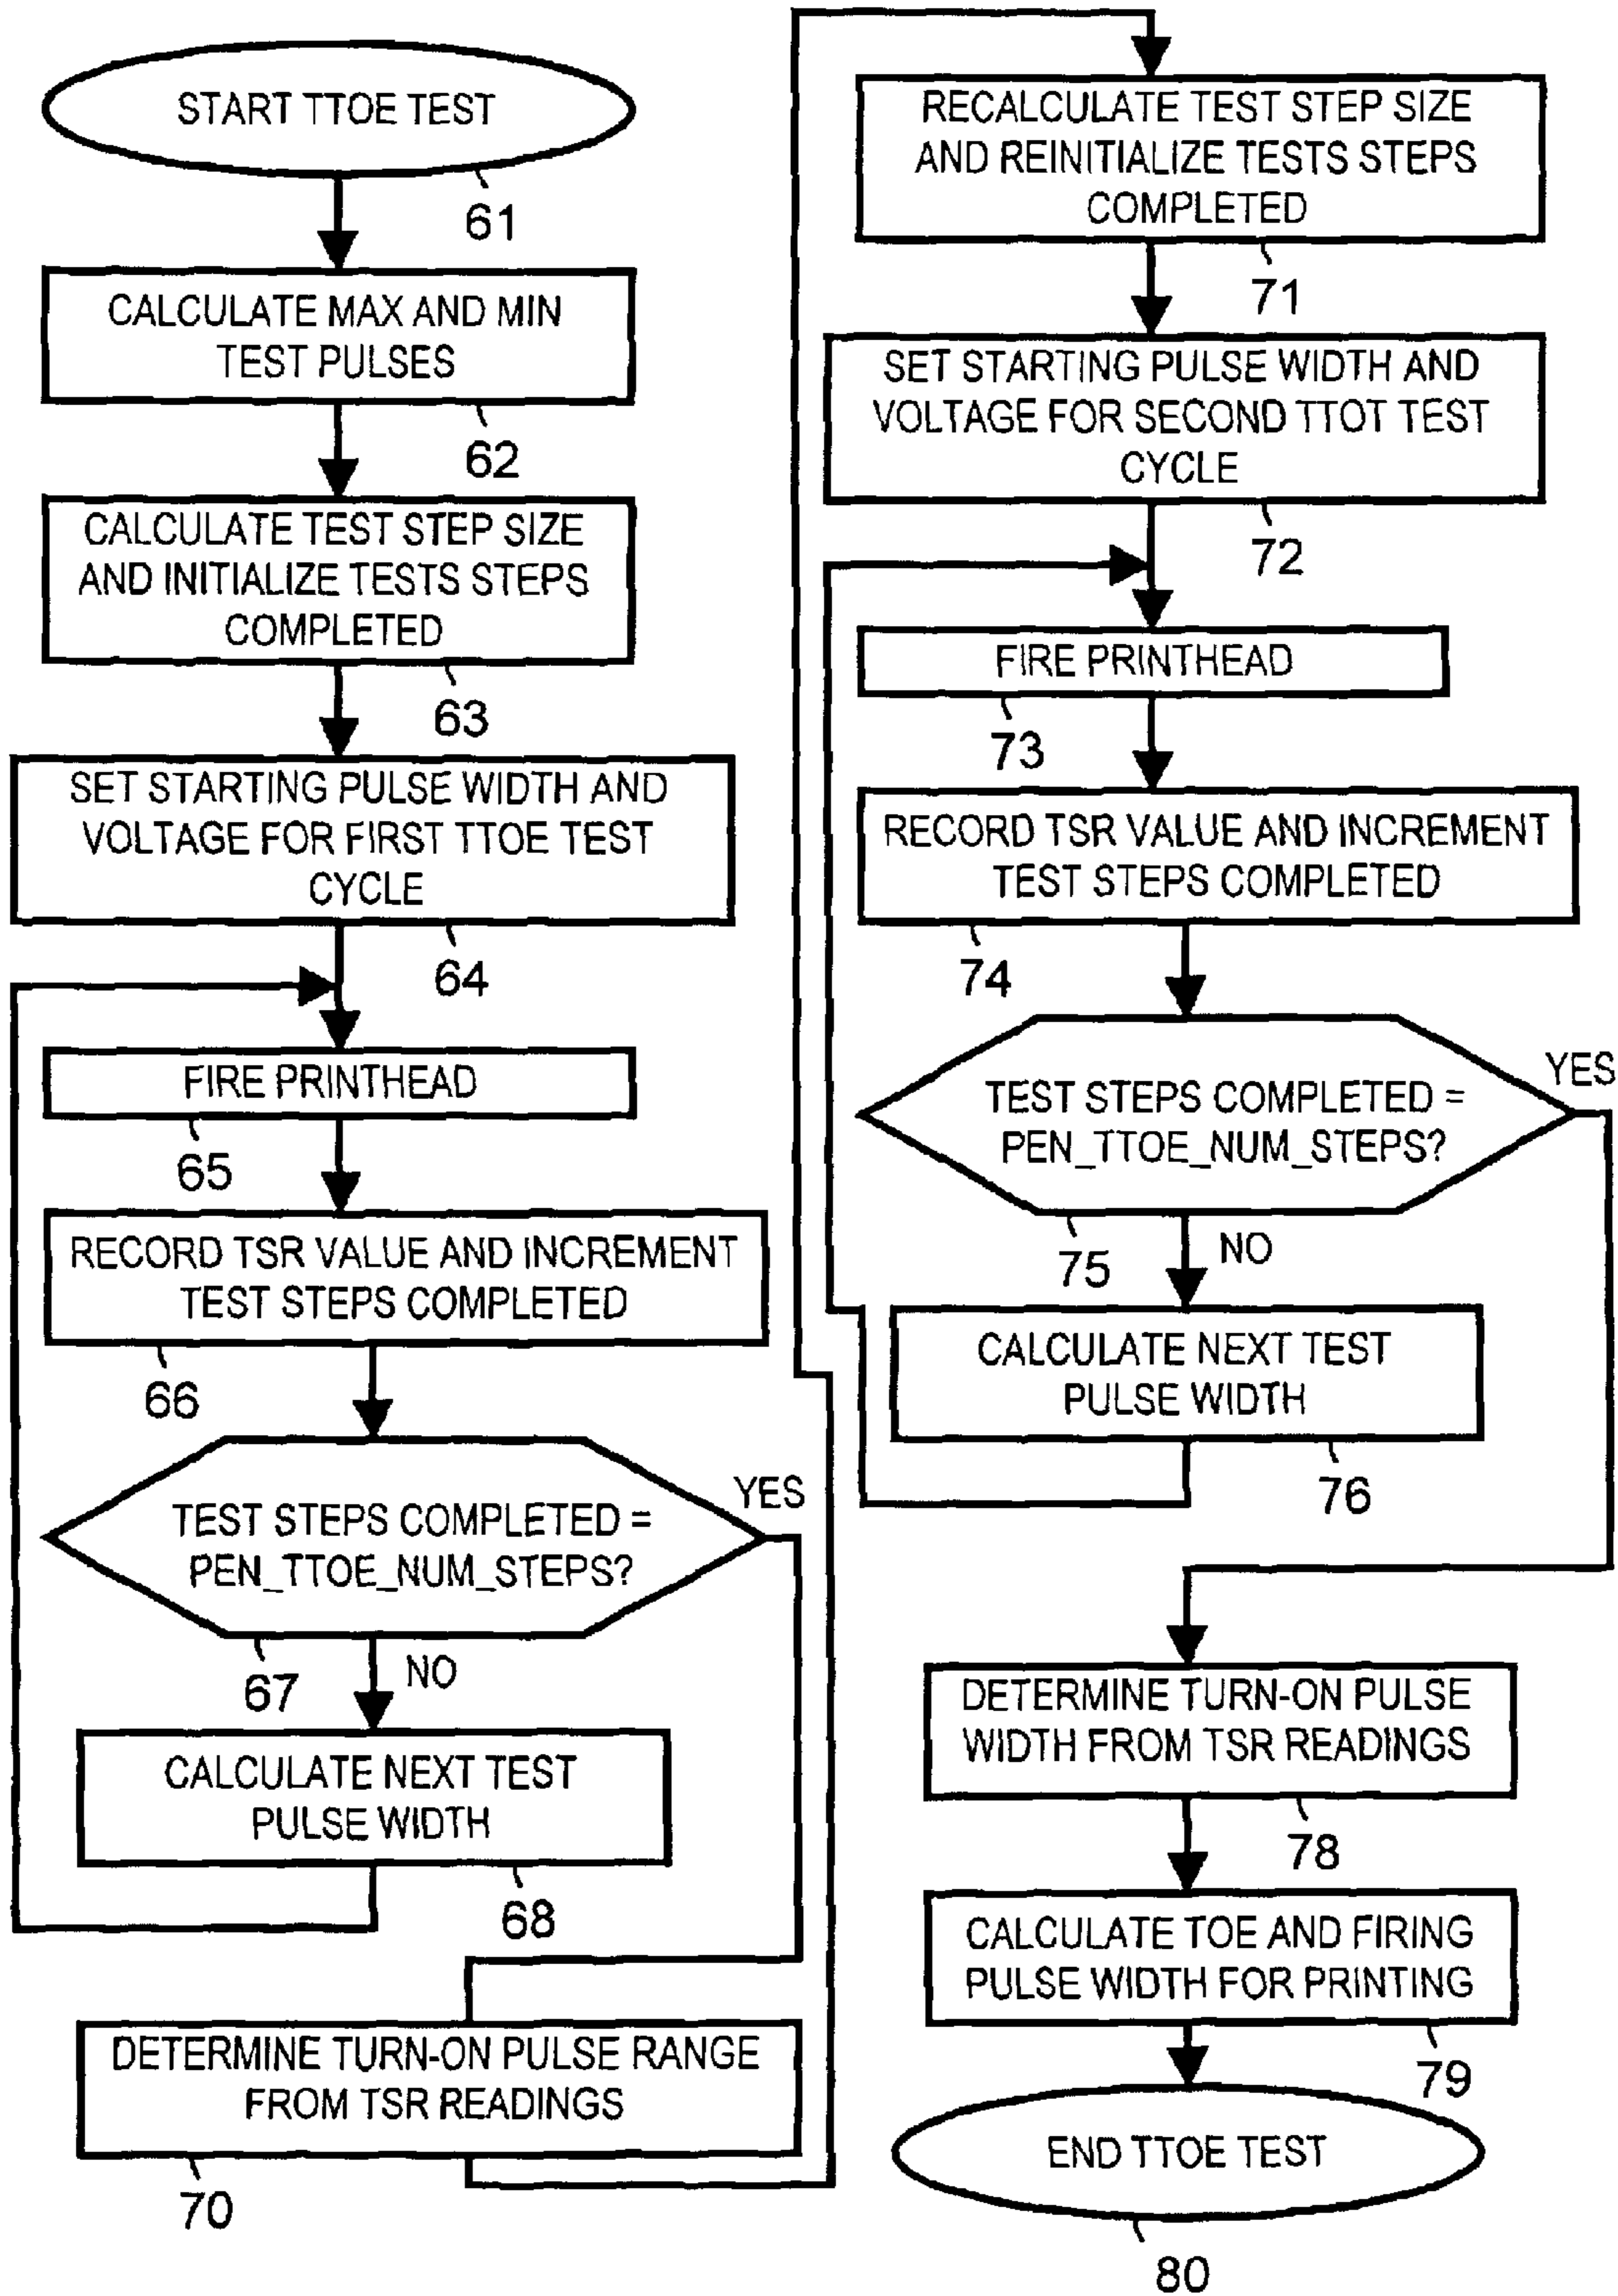 START TTOE TEST
61
CALCULATE MAX AND MIN
TEST PULSES
62
CALCULATE TEST STEP SIZE
AND INITIALIZE TESTS STEPS
COMPLETED
63
SET STARTING PULSE WIDTH AND
VOLTAGE FOR FIRST TTOE TEST
CYCLE
64
FIRE PRINTHEAD
65
RECORD TSR VALUE AND INCREMENT
TEST STEPS COMPLETED
66
TEST STEPS COMPLETED =
PEN_TTOE_NUM_STEPS?
YES
67
NO
CALCULATE NEXT TEST
PULSE WIDTH
68
DETERMINE TURN-ON PULSE RANGE
FROM TSR READINGS
70
RECALCULATE TEST STEP SIZE
AND REINITIALIZE TESTS STEPS
COMPLETED
71
SET STARTING PULSE WIDTH AND
VOLTAGE FOR SECOND TTOT TEST
CYCLE
72
FIRE PRINTHEAD
73
RECORD TSR VALUE AND INCREMENT
TEST STEPS COMPLETED
74
TEST STEPS COMPLETED =
PEN_TTOE_NUM_STEPS?
YES
75
NO
CALCULATE NEXT TEST
PULSE WIDTH
76
DETERMINE TURN-ON PULSE
WIDTH FROM TSR READINGS
78
CALCULATE TOE AND FIRING
PULSE WIDTH FOR PRINTING
79
END TTOE TEST
80